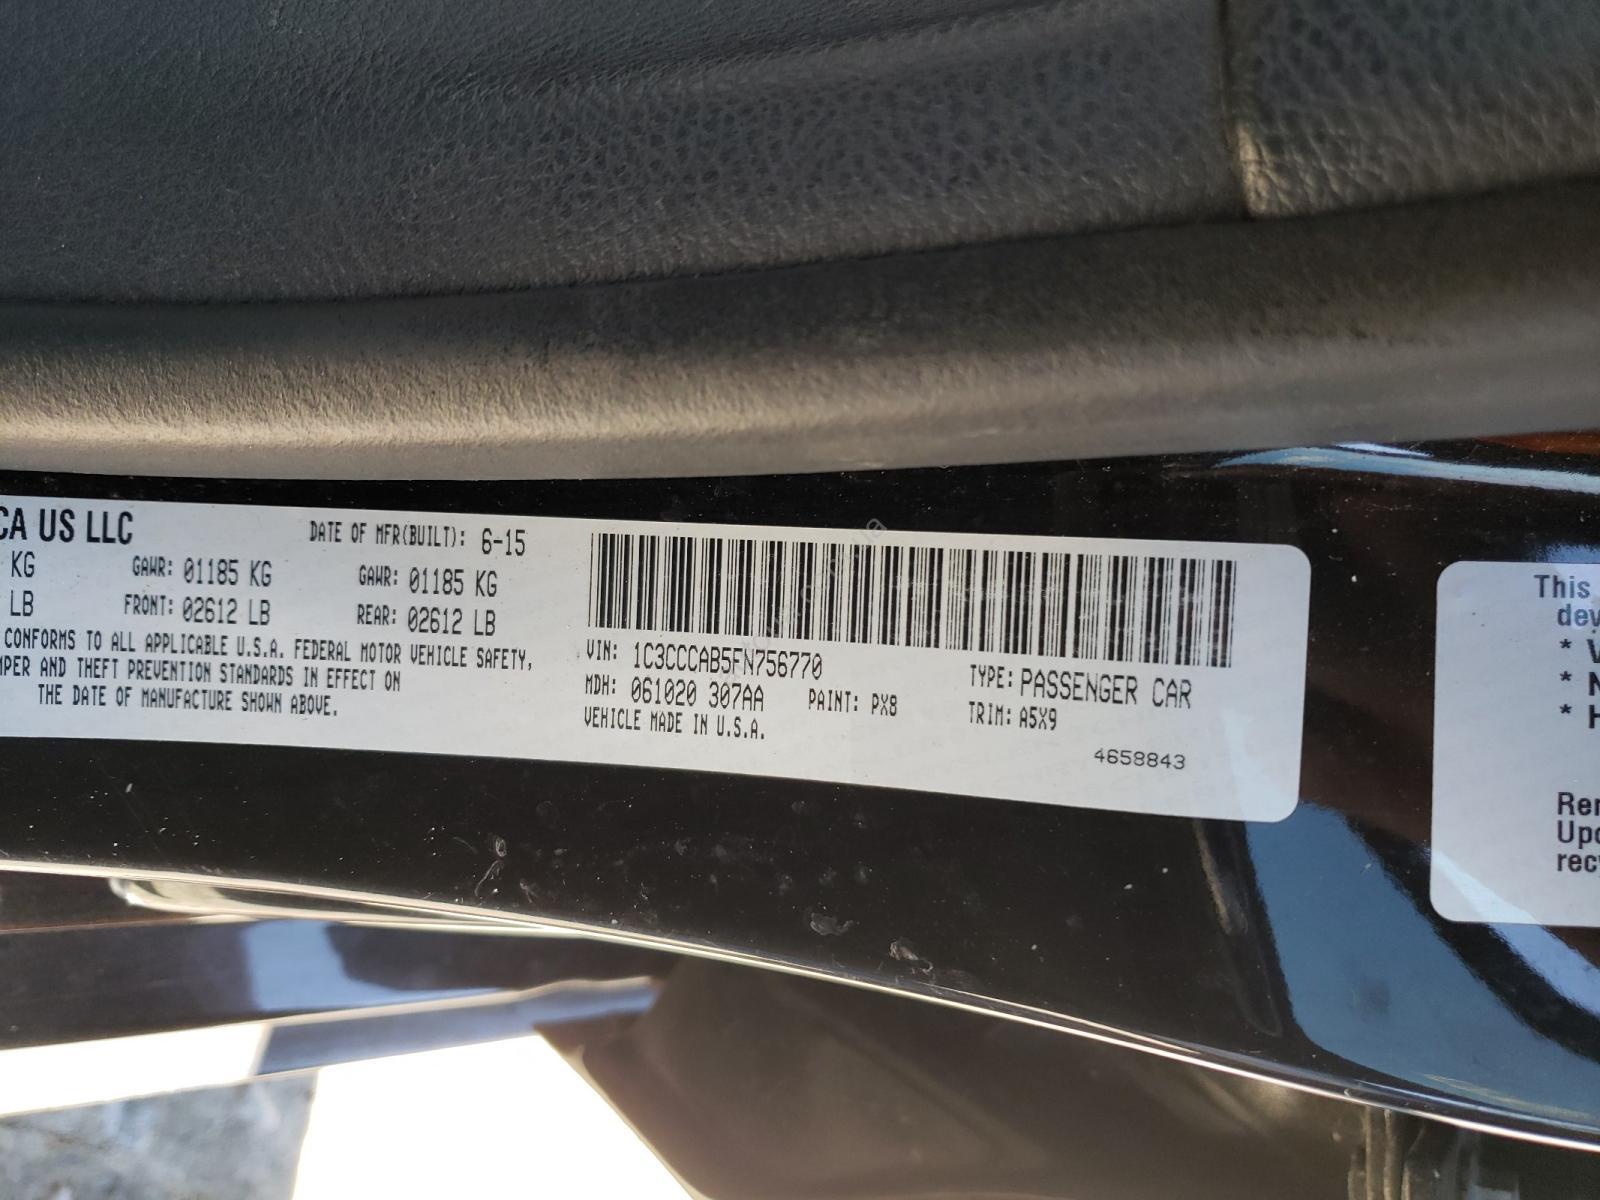 CA US LLC
DATE OF MFR(BUILT): 6-15
KG GAWR: 01185 KG GAWR: 01185 KG
LB FRONT: 02612 LB REAR: 02612 LB
CONFORMS TO ALL APPLICABLE U.S.A. FEDERAL MOTOR VEHICLE SAFETY,
MPER AND THEFT PREVENTION STANDARDS IN EFFECT ON
THE DATE OF MANUFACTURE SHOWN ABOVE.
VIN: 1C3CCCAB5FN756770 TYPE: PASSENGER CAR
MDH: 061020 307AA PAINT: PX8 TRIM: A5X9
VEHICLE MADE IN U.S.A.
4658843
This
dev
* V
* N
* H
Rem
Upo
recy